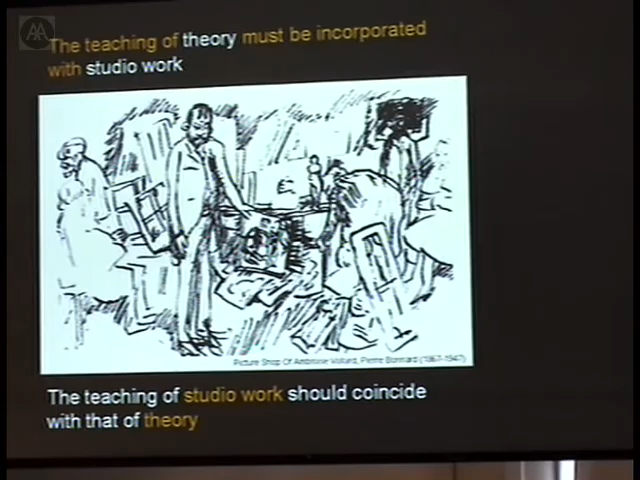 AA
The teaching of theory must be incorporated
with studio work
Picture Shop Of Ambroise Vollard, Pierre Bonnard (1867-1947)
The teaching of studio work should coincide
with that of theory